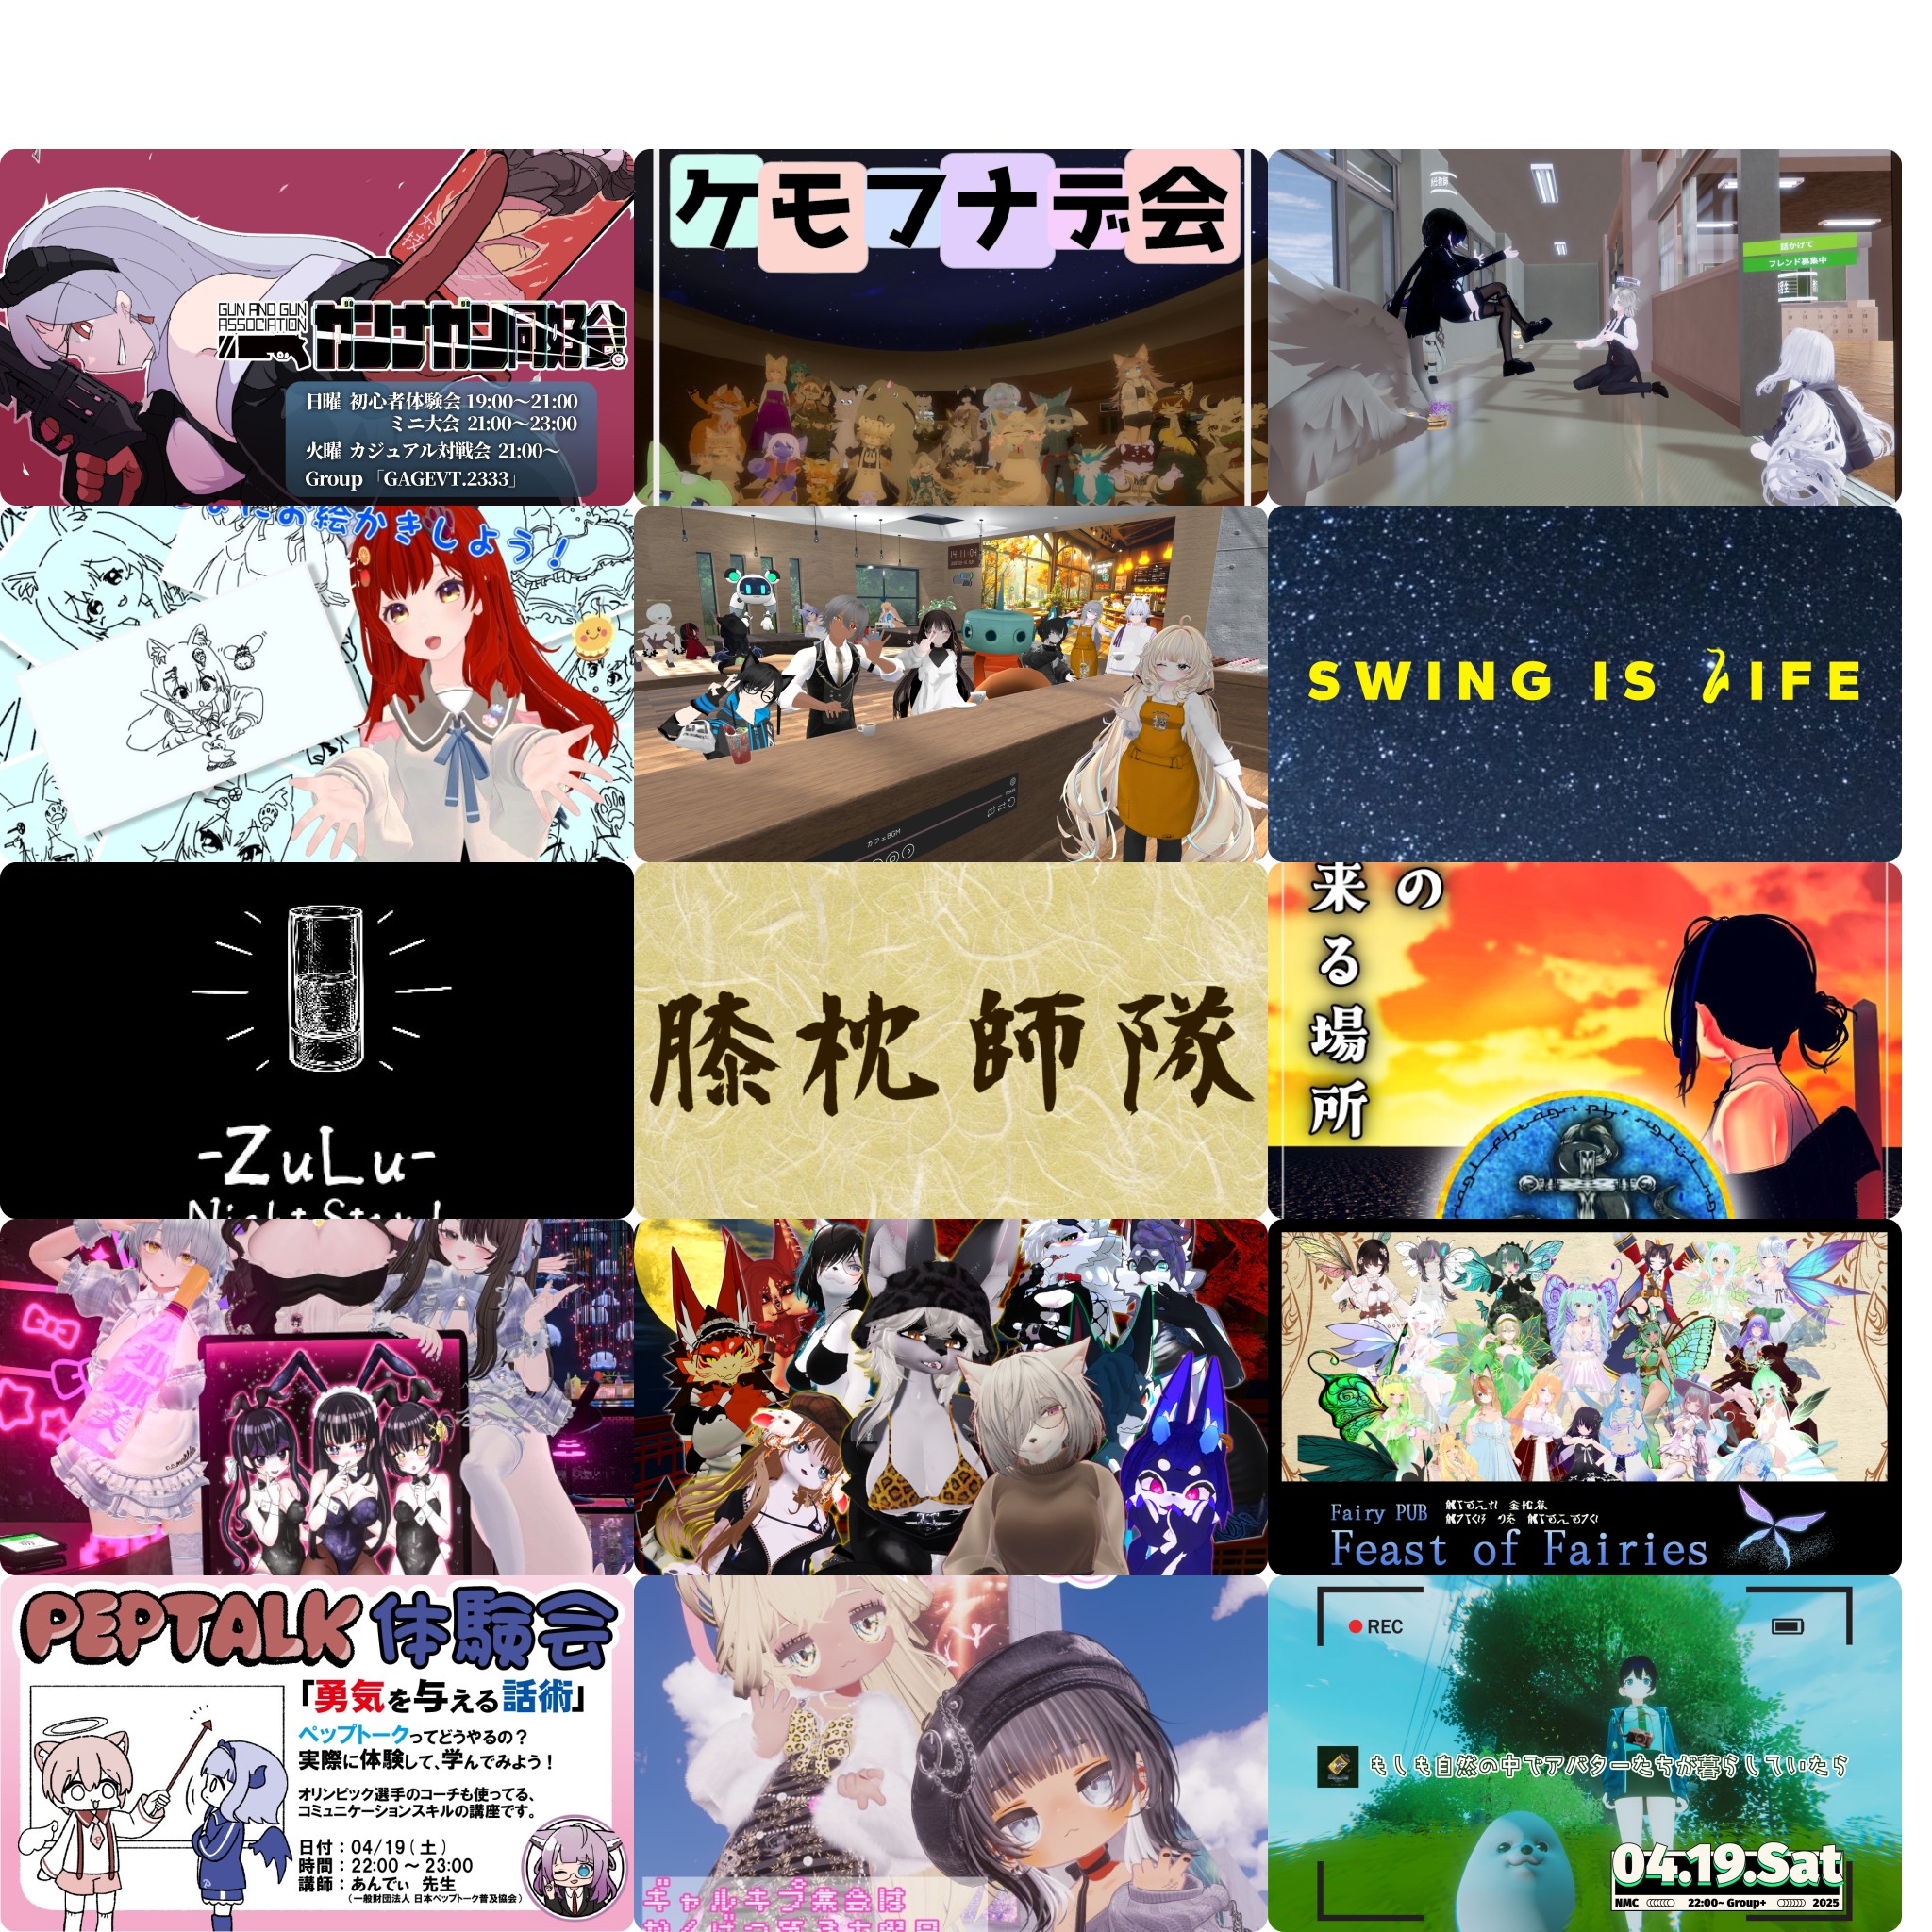 GUN AND GUN
ASSOCIATION
ガンナガン同好会
日曜 初心者体験会 19:00～21:00
ミニ大会 21:00～23:00
火曜 カジュアル対戦会 21:00～
Group 「GAGEVT.2333」
ケモフナデ会
話かけて
フレンド募集中
お絵かきしよう!
カフェBGM
SWING IS LIFE
-ZuLu-
膝枕師隊
の
来る場所
Fairy PUB
Feast of Fairies
PEPTALK 体験会
「勇気を与える話術」
ペップトークってどうやるの？
実際に体験して、学んでみよう！
オリンピック選手のコーチも使ってる、
コミュニケーションスキルの講座です。
日付：04/19(土)
時間：22:00 ～ 23:00
講師：あんでぃ 先生
(一般財団法人 日本ペップトーク普及協会)
ギャルキプ集会は
REC
もしも自然の中でアバターたちが暮らしていたら
04.19.Sat
NMC 22:00~ Group+ 2025